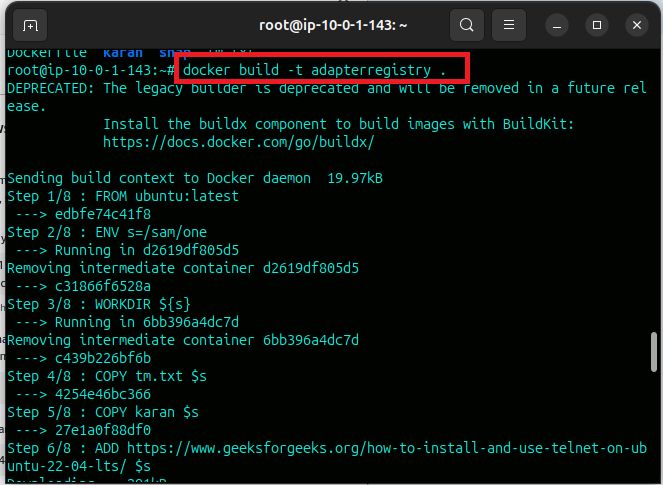 root@ip-10-0-1-143: ~
Dockerfile karan snap tm.txt
root@ip-10-0-1-143:~# docker build -t adapterregistry .
DEPRECATED: The legacy builder is deprecated and will be removed in a future rel
ease.
Install the buildx component to build images with BuildKit:
https://docs.docker.com/go/buildx/
Sending build context to Docker daemon  19.97kB
Step 1/8 : FROM ubuntu:latest
---> edbfe74c41f8
Step 2/8 : ENV s=/sam/one
---> Running in d2619df805d5
Removing intermediate container d2619df805d5
---> c31866f6528a
Step 3/8 : WORKDIR ${s}
---> Running in 6bb396a4dc7d
Removing intermediate container 6bb396a4dc7d
---> c439b226bf6b
Step 4/8 : COPY tm.txt $s
---> 4254e46bc366
Step 5/8 : COPY karan $s
---> 27e1a0f88df0
Step 6/8 : ADD https://www.geeksforgeeks.org/how-to-install-and-use-telnet-on-ub
untu-22-04-lts/ $s